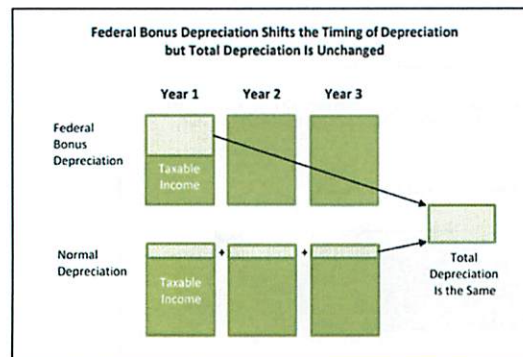 Federal Bonus Depreciation Shifts the Timing of Depreciation
but Total Depreciation Is Unchanged
Year 1 Year 2 Year 3
Federal
Bonus
Depreciation
Taxable
Income
Normal
Depreciation
+ +
Taxable
Income
Total
Depreciation
Is the Same